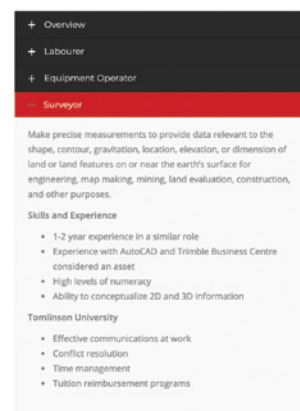 + Overview
+ Labourer
+ Equipment Operator
− Surveyor
Make precise measurements to provide data relevant to the
shape, contour, gravitation, location, elevation, or dimension of
land or land features on or near the earth's surface for
engineering, map making, mining, land evaluation, construction,
and other purposes.
Skills and Experience
• 1-2 year experience in a similar role
• Experience with AutoCAD and Trimble Business Centre
considered an asset
• High levels of numeracy
• Ability to conceptualize 2D and 3D information
Tomlinson University
• Effective communications at work
• Conflict resolution
• Time management
• Tuition reimbursement programs